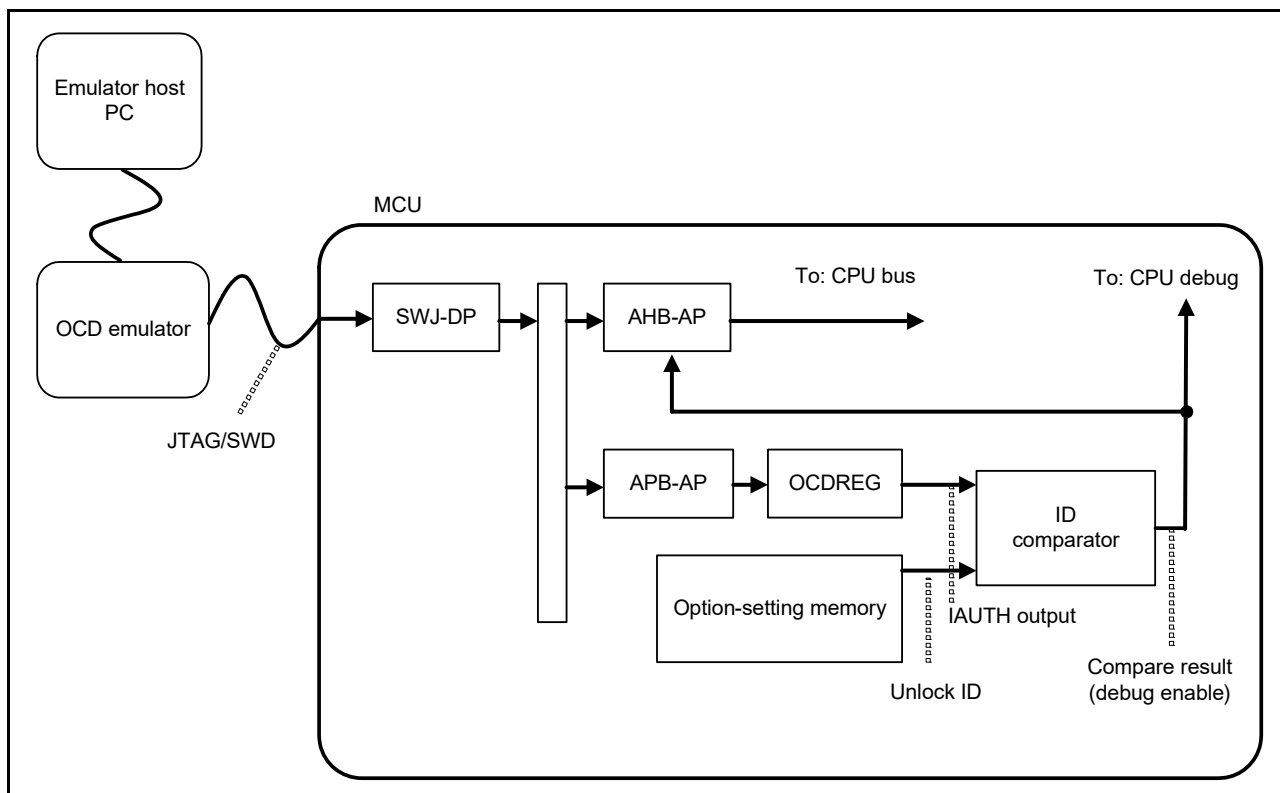 Emulator host
PC
MCU
OCD emulator
JTAG/SWD
SWJ-DP
AHB-AP
To: CPU bus
To: CPU debug
APB-AP
OCDREG
ID
comparator
Option-setting memory
IAUTH output
Unlock ID
Compare result
(debug enable)